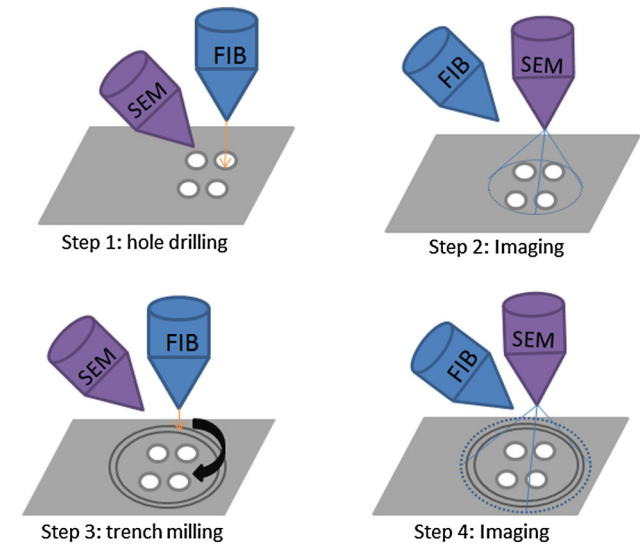 SEM
FIB
Step 1: hole drilling
FIB
SEM
Step 2: Imaging
SEM
FIB
Step 3: trench milling
FIB
SEM
Step 4: Imaging